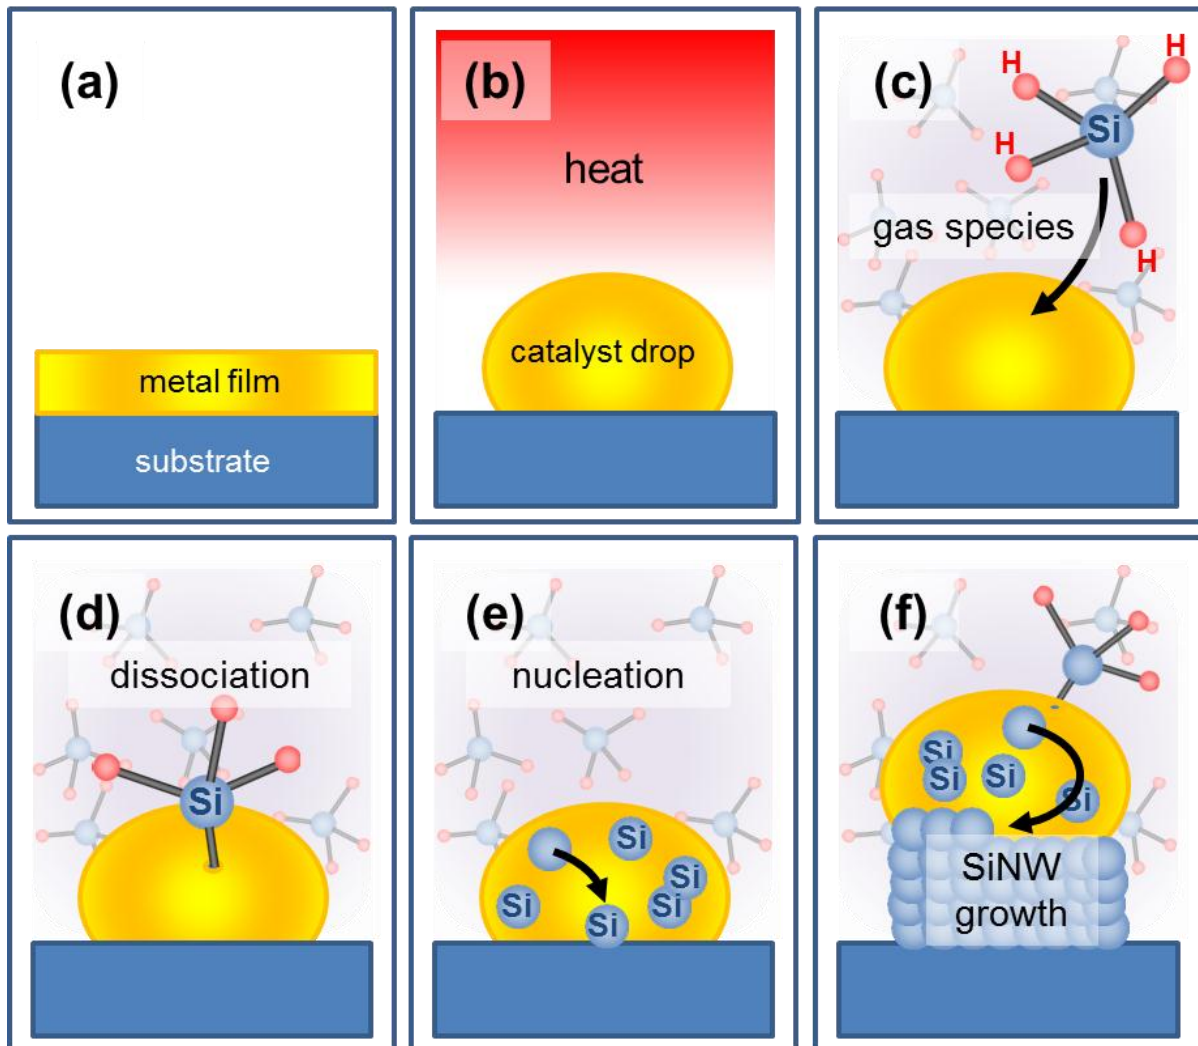 (a)
metal film
substrate
(b)
heat
catalyst drop
(c)
H
H
Si
H
gas species
H
(d)
dissociation
Si
(e)
nucleation
Si
Si
Si
Si
Si
(f)
Si
Si
Si
Si
SiNW
growth